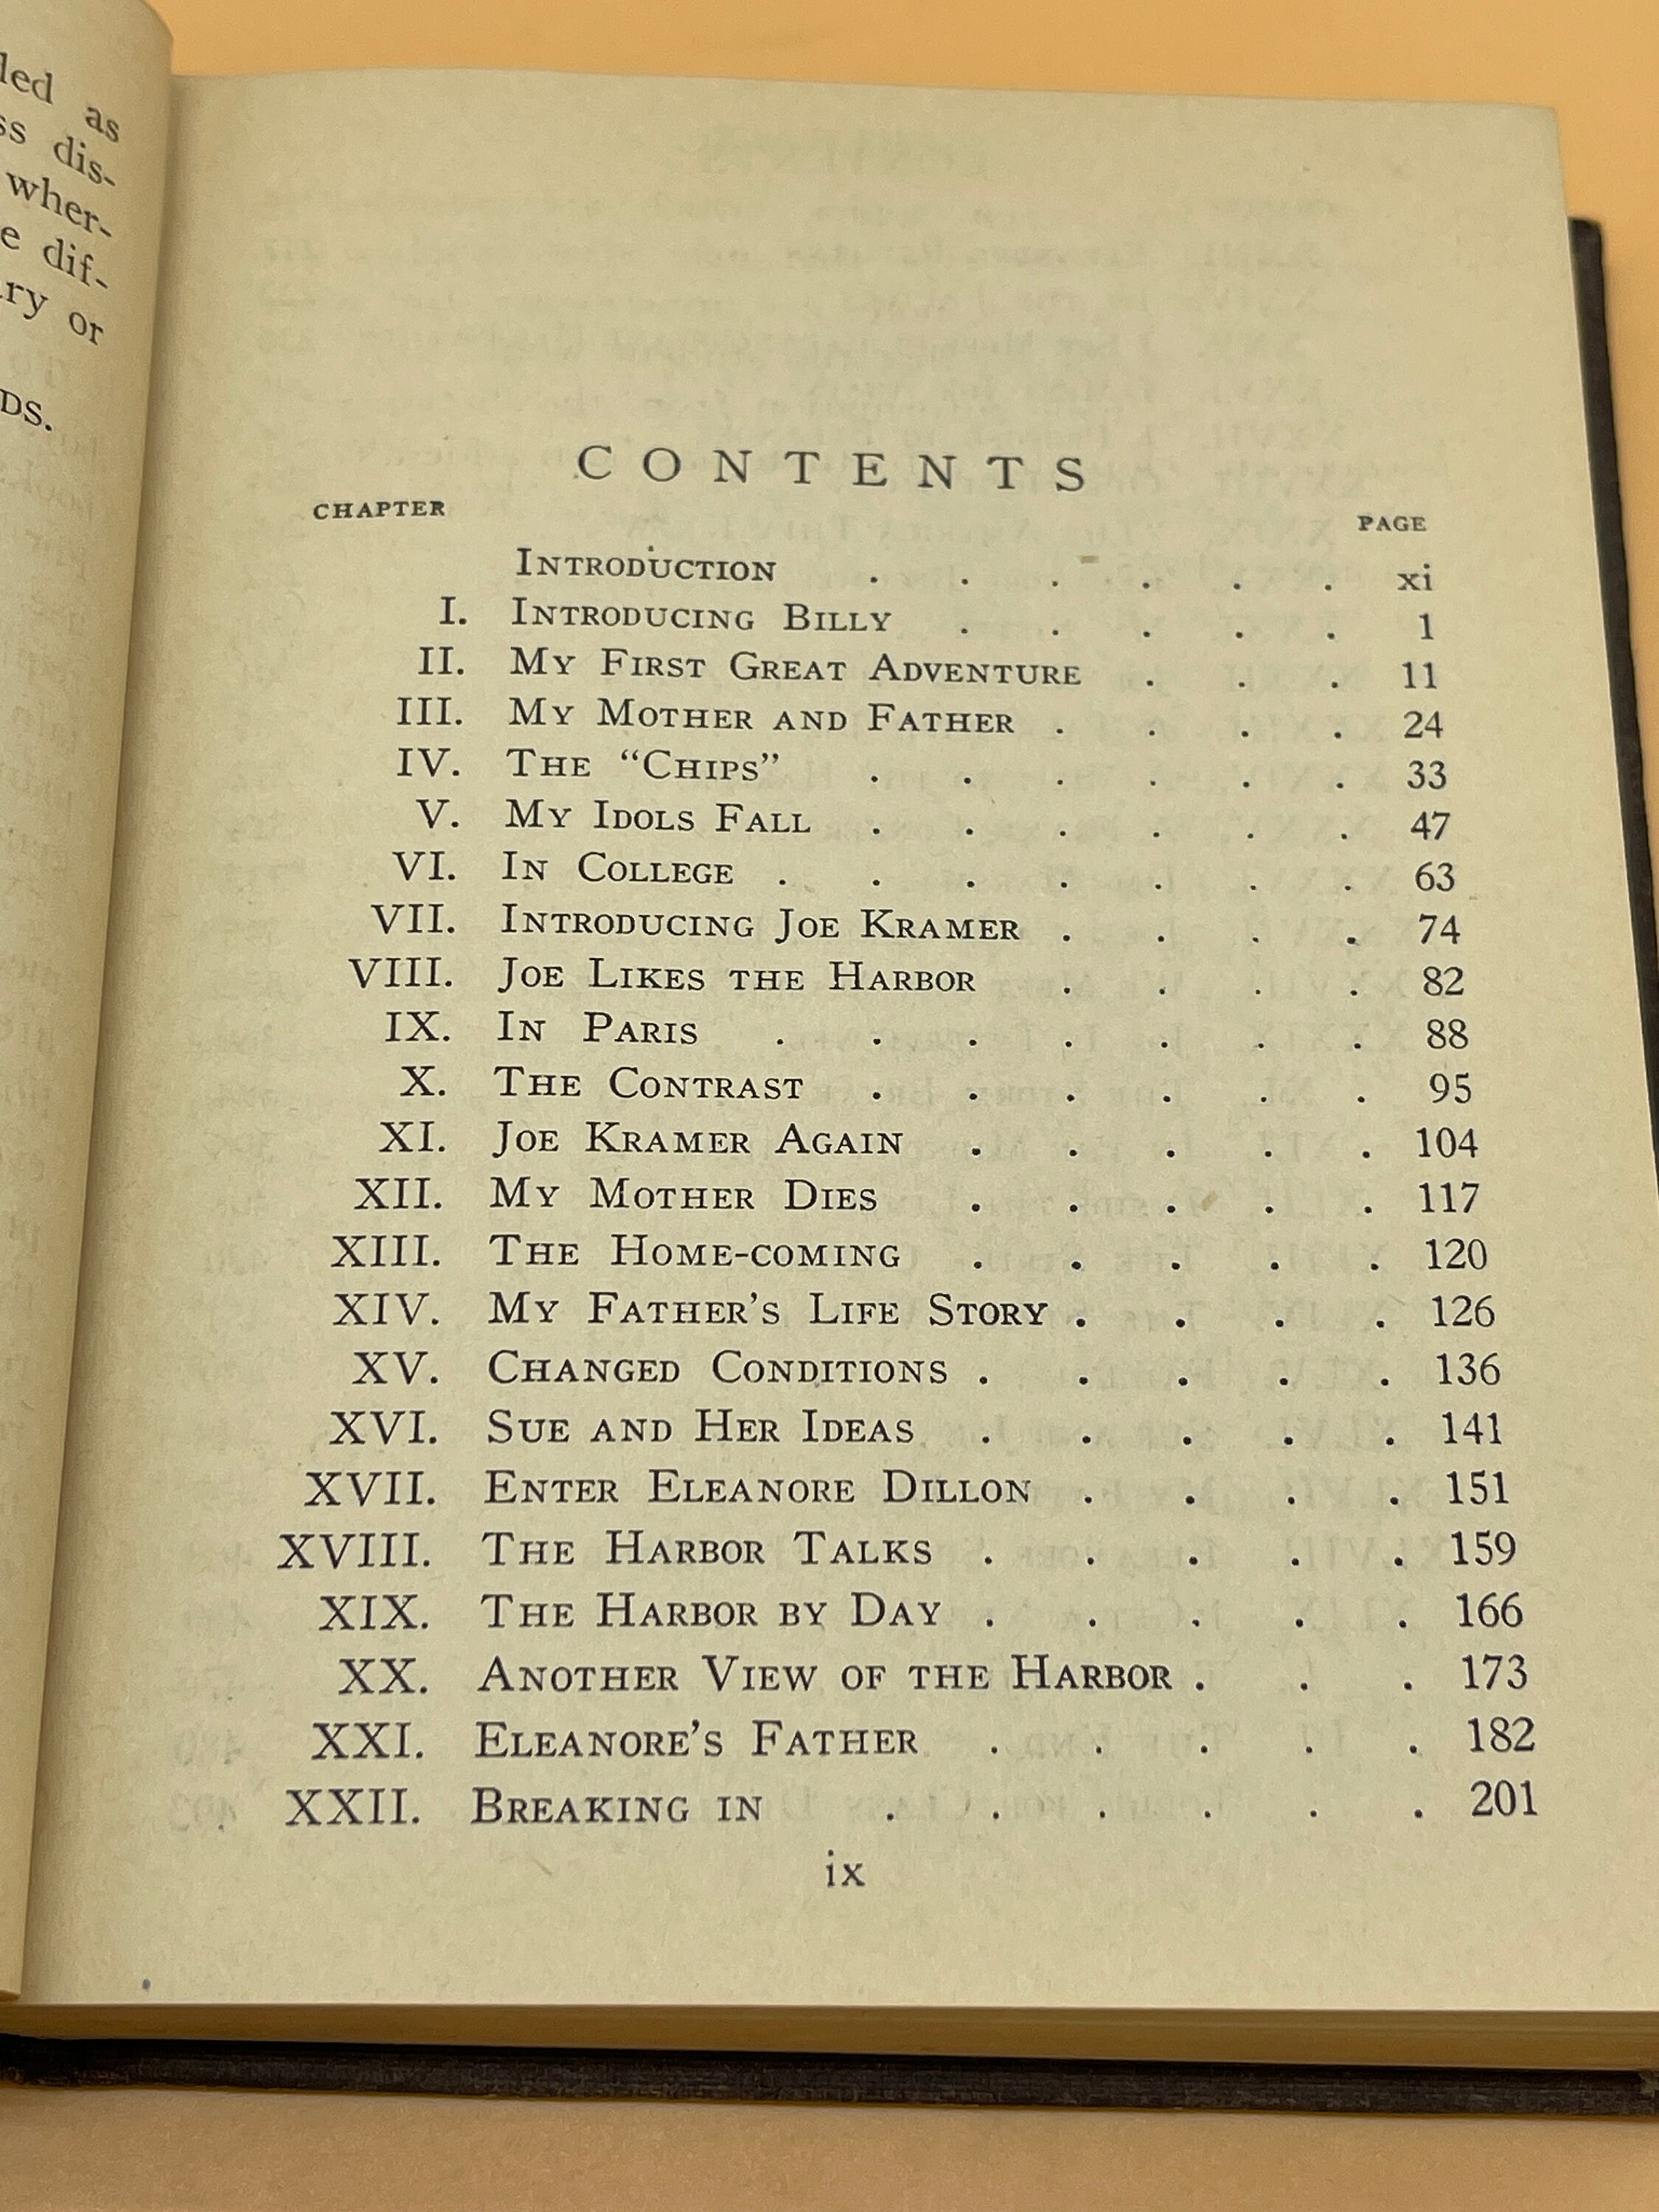 led as
ss dis-
wher-
e dif-
ry or
DS.
CONTENTS
CHAPTER PAGE
INTRODUCTION . . . . . . xi
I. INTRODUCING BILLY . . . . . 1
II. MY FIRST GREAT ADVENTURE . . . 11
III. MY MOTHER AND FATHER . . . . 24
IV. THE “CHIPS” . . . . . . 33
V. MY IDOLS FALL . . . . . . 47
VI. IN COLLEGE . . . . . . . 63
VII. INTRODUCING JOE KRAMER . . . . 74
VIII. JOE LIKES THE HARBOR . . . . 82
IX. IN PARIS . . . . . . . 88
X. THE CONTRAST . . . . . . 95
XI. JOE KRAMER AGAIN . . . . . 104
XII. MY MOTHER DIES . . . . . 117
XIII. THE HOME-COMING . . . . . 120
XIV. MY FATHER’S LIFE STORY . . . . 126
XV. CHANGED CONDITIONS . . . . . 136
XVI. SUE AND HER IDEAS . . . . . 141
XVII. ENTER ELEANORE DILLON . . . . 151
XVIII. THE HARBOR TALKS . . . . . 159
XIX. THE HARBOR BY DAY . . . . . 166
XX. ANOTHER VIEW OF THE HARBOR . . . 173
XXI. ELEANORE’S FATHER . . . . . 182
XXII. BREAKING IN . . . . . . 201
ix